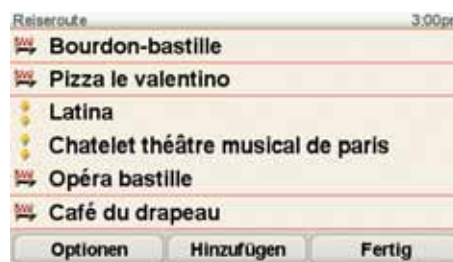 Reiseroute 3:00pm
Bourdon-bastille
Pizza le valentino
Latina
Chatelet théâtre musical de paris
Opéra bastille
Café du drapeau
Optionen Hinzufügen Fertig